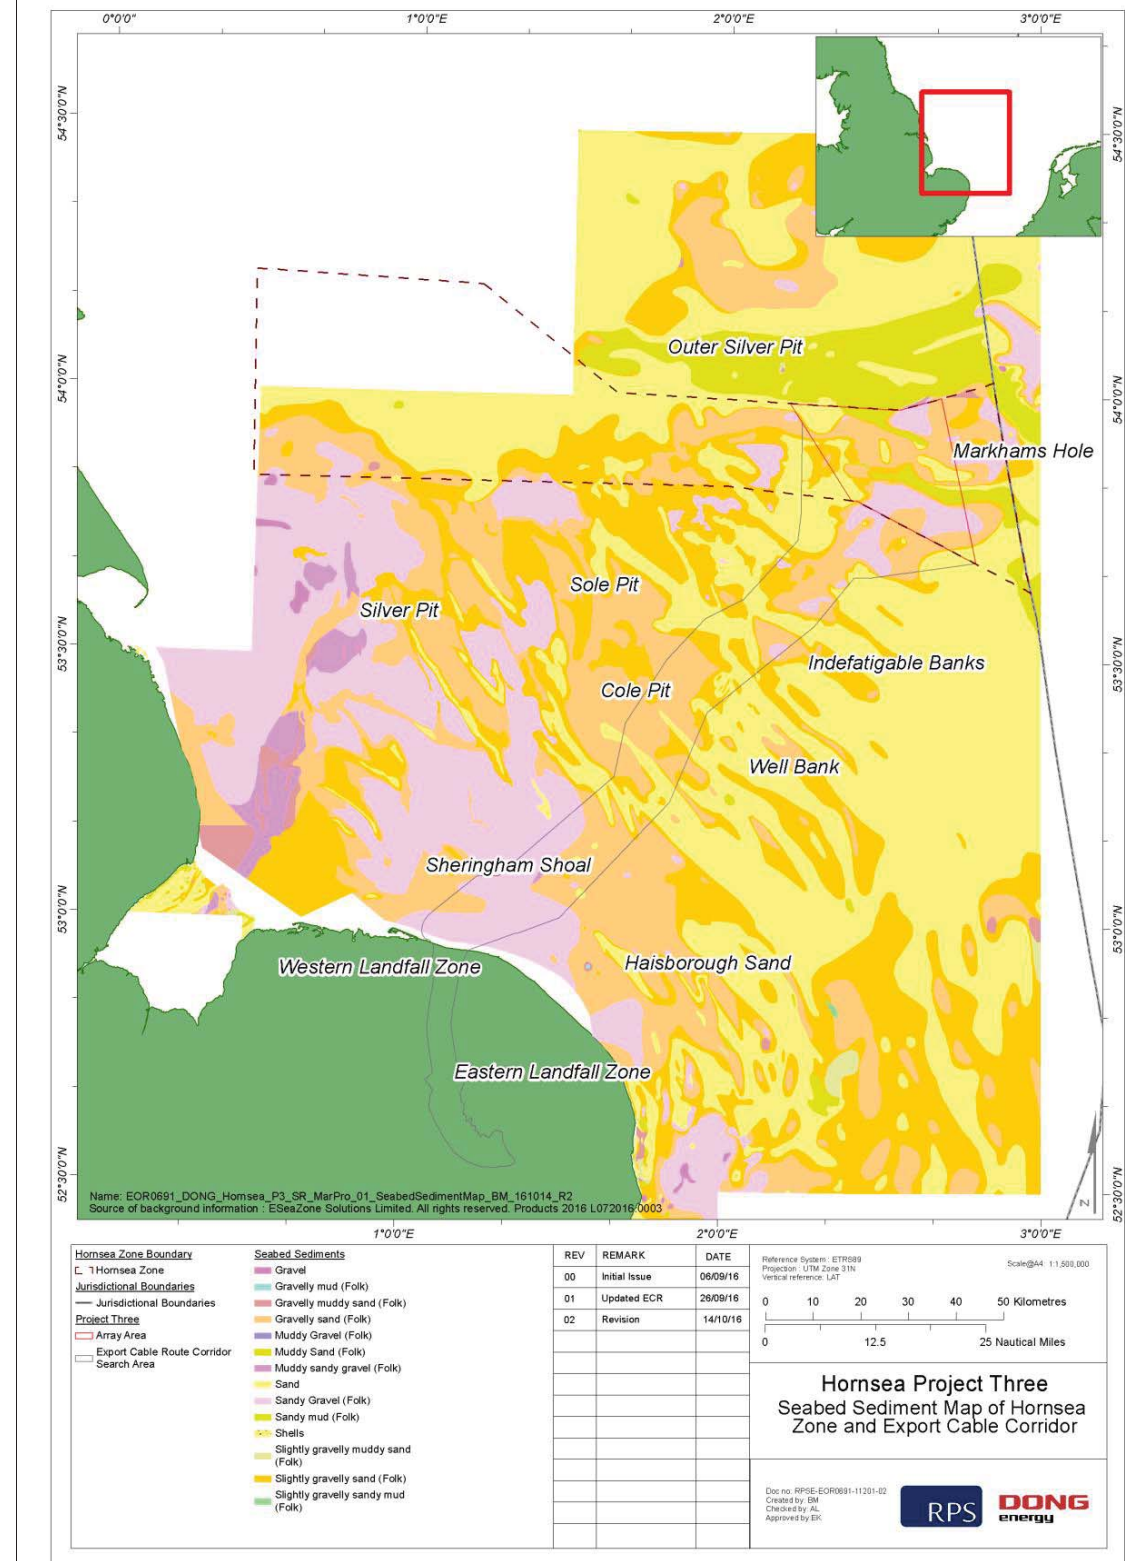 0°0'0"
1°0'0"E
2°0'0"E
3°0'0"E
54°30'0"N
54°30'0"N
Outer Silver Pit
54°0'0"N
54°0'0"N
Markhams Hole
Sole Pit
Silver Pit
53°30'0"N
53°30'0"N
Indefatigable Banks
Cole Pit
Well Bank
Sheringham Shoal
53°0'0"N
53°0'0"N
Western Landfall Zone
Haisborough Sand
Eastern Landfall Zone
52°30'0"N
52°30'0"N
N
Name: EOR0691_DONG_Hornsea_P3_SR_MarPro_01_SeabedSedimentMap_BM_161014_R2
Source of background information : ESeaZone Solutions Limited. All rights reserved. Products 2016 L072016 0003
1°0'0"E
2°0'0"E
3°0'0"E
Hornsea Zone Boundary
Hornsea Zone
Jurisdictional Boundaries
Jurisdictional Boundaries
Project Three
Array Area
Export Cable Route Corridor
Search Area
Seabed Sediments
Gravel
Gravelly mud (Folk)
Gravelly muddy sand (Folk)
Gravelly sand (Folk)
Muddy Gravel (Folk)
Muddy Sand (Folk)
Muddy sandy gravel (Folk)
Sand
Sandy Gravel (Folk)
Sandy mud (Folk)
Shells
Slightly gravelly muddy sand
(Folk)
Slightly gravelly sand (Folk)
Slightly gravelly sandy mud
(Folk)
REV REMARK DATE
00 Initial Issue 06/09/16
01 Updated ECR 26/09/16
02 Revision 14/10/16
Reference System : ETRS89
Projection : UTM Zone 31N
Vertical reference: LAT
Scale@A4: 1:1,500,000
0 10 20 30 40 50 Kilometres
0 12.5 25 Nautical Miles
Hornsea Project Three
Seabed Sediment Map of Hornsea
Zone and Export Cable Corridor
Doc no: RPSE-EOR0691-11201-02
Created by: BM
Checked by: AL
Approved by:EK
RPS
DONG
energy